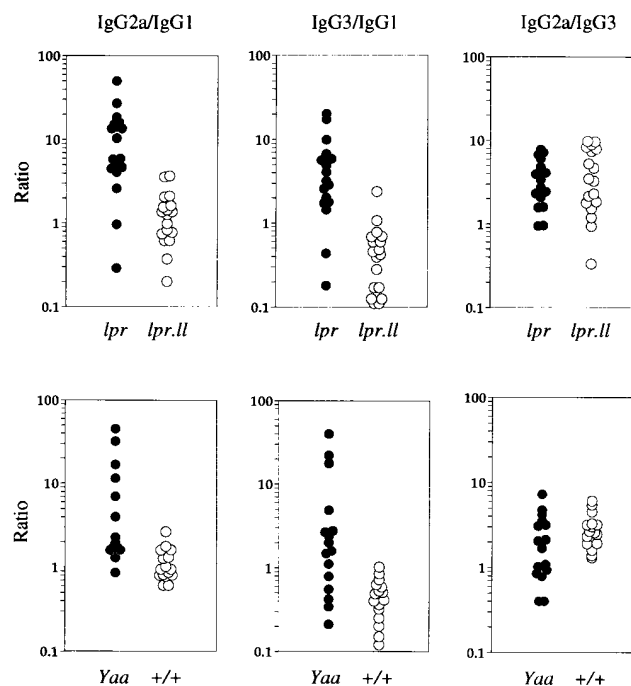 IgG2a/IgG1 IgG3/IgG1 IgG2a/IgG3
100 100 100
10 10 10
1 1 1
0.1 0.1 0.1
Ratio
lpr lpr.ll lpr lpr.ll lpr lpr.ll
100 100 100
10 10 10
1 1 1
0.1 0.1 0.1
Ratio
Yaa +/+ Yaa +/+ Yaa +/+